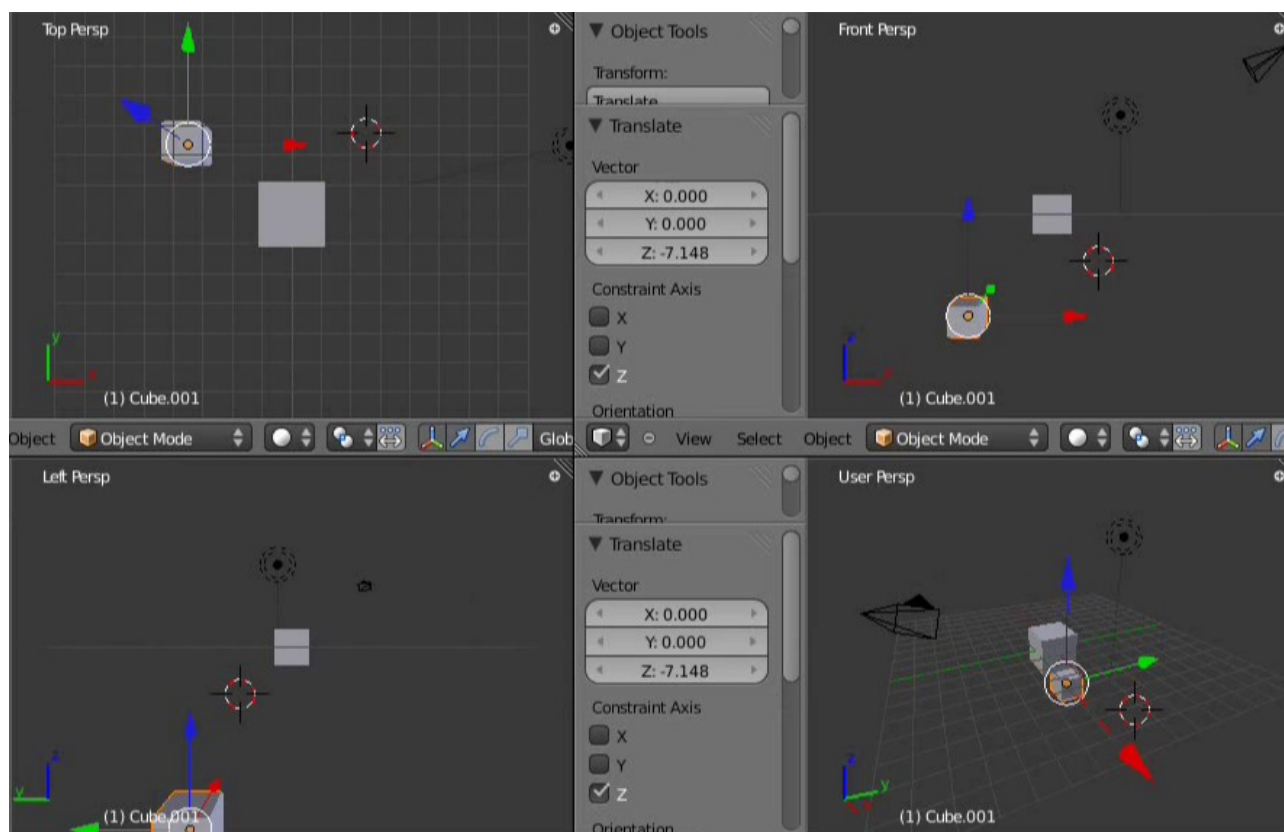 Top Persp
y
x
(1) Cube.001
Object Object Mode Glob
Object Tools
Transform:
Translate
Translate
Vector
X: 0.000
Y: 0.000
Z: -7.148
Constraint Axis
X
Y
Z
Orientation
View Select Object Object Mode
Front Persp
z
x
(1) Cube.001
Left Persp
z
y
(1) Cube.001
Object Tools
Transform:
Translate
Vector
X: 0.000
Y: 0.000
Z: -7.148
Constraint Axis
X
Y
Z
Orientation
User Persp
z
y
x
(1) Cube.001